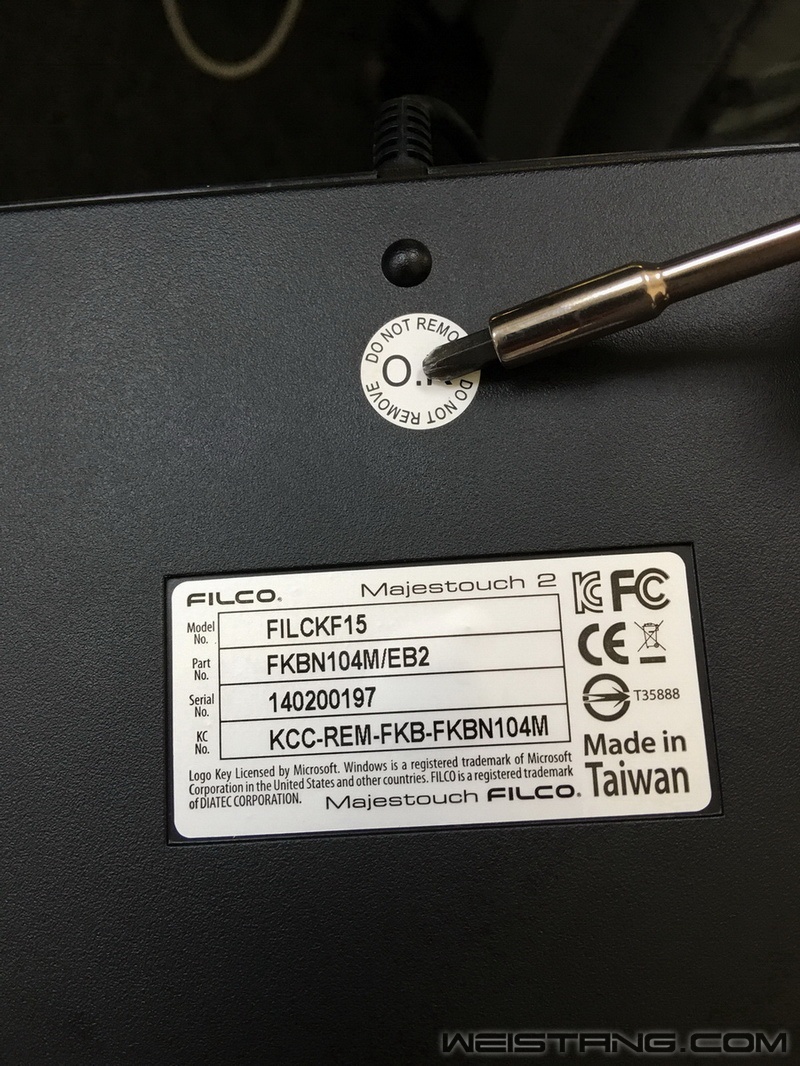 DO NOT REMO
DO NOT REMOVE
O.
FILCO®
Majestouch 2
Model No. FILCKF15
Part No. FKBN104M/EB2
Serial No. 140200197
KC No. KCC-REM-FKB-FKBN104M
FC
CE
T35888
Made in
Taiwan
Logo Key Licensed by Microsoft. Windows is a registered trademark of Microsoft
Corporation in the United States and other countries. FILCO is a registered trademark
of DIATEC CORPORATION.
Majestouch FILCO®
WEISTANG.COM